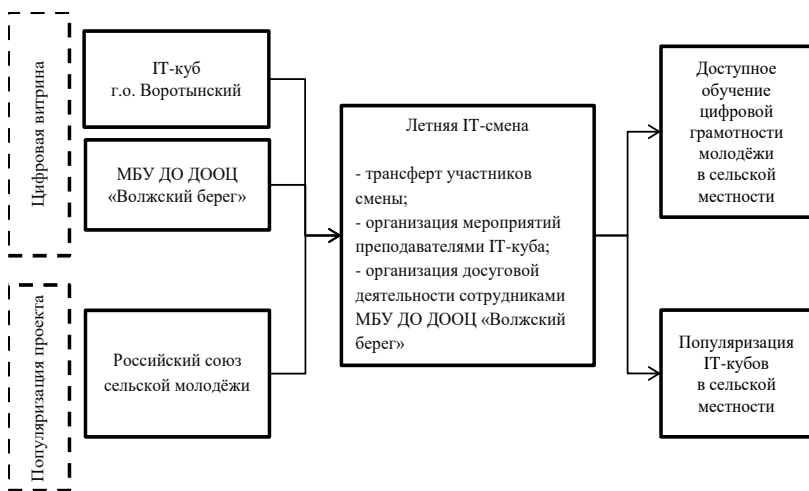 Цифровая витрина
IT-куб
г.о. Воротынский
МБУ ДО ДООЦ
«Волжский берег»
Популяризация проекта
Российский союз
сельской молодёжи
Летняя IT-смена
- трансферт участников
смены;
- организация мероприятий
преподавателями IT-куба;
- организация досуговой
деятельности сотрудниками
МБУ ДО ДООЦ «Волжский
берег»
Доступное
обучение
цифровой
грамотности
молодёжи
в сельской
местности
Популяризация
IT-кубов
в сельской
местности